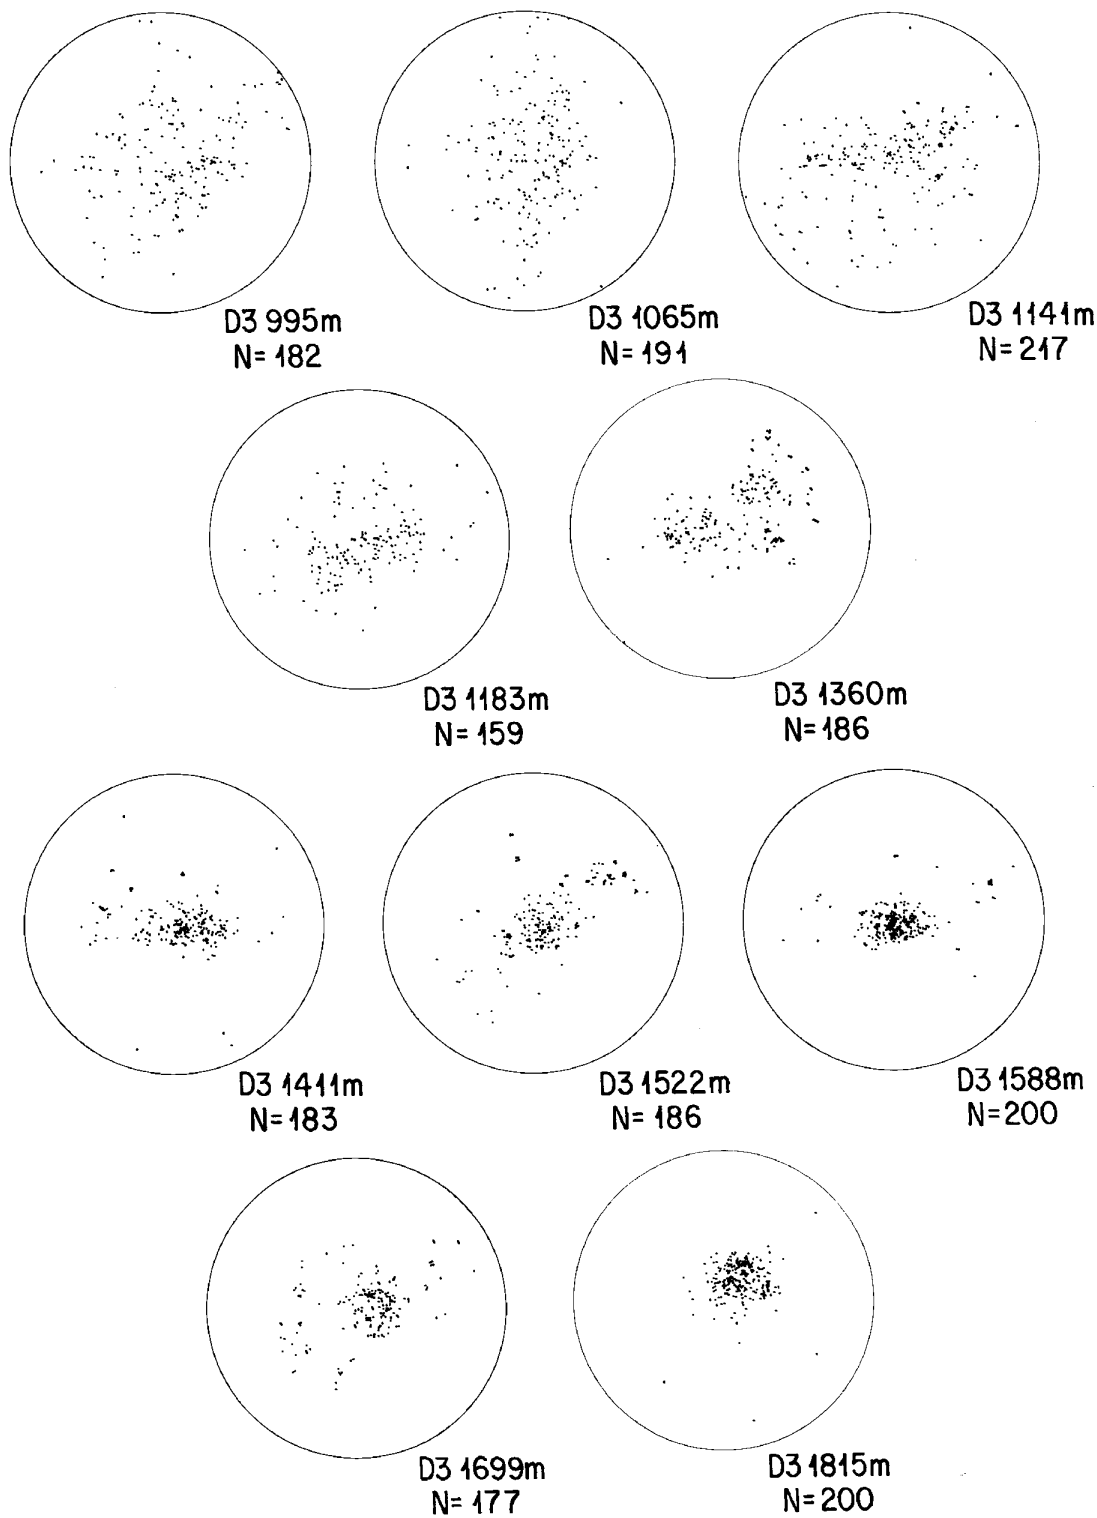 D3 995m
N= 182
D3 1065m
N= 191
D3 1141m
N= 217
D3 1183m
N= 159
D3 1360m
N= 186
D3 1411m
N= 183
D3 1522m
N= 186
D3 1588m
N= 200
D3 1699m
N= 177
D3 1815m
N= 200